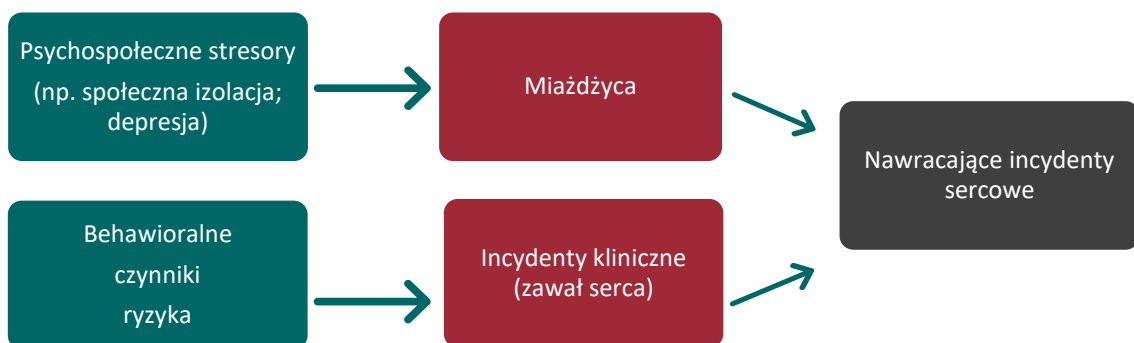 Psychospołeczne stresory
(np. społeczna izolacja;
depresja)
Miażdżyca
Nawracające incydenty
sercowe
Behawioralne
czynniki
ryzyka
Incydenty kliniczne
(zawał serca)